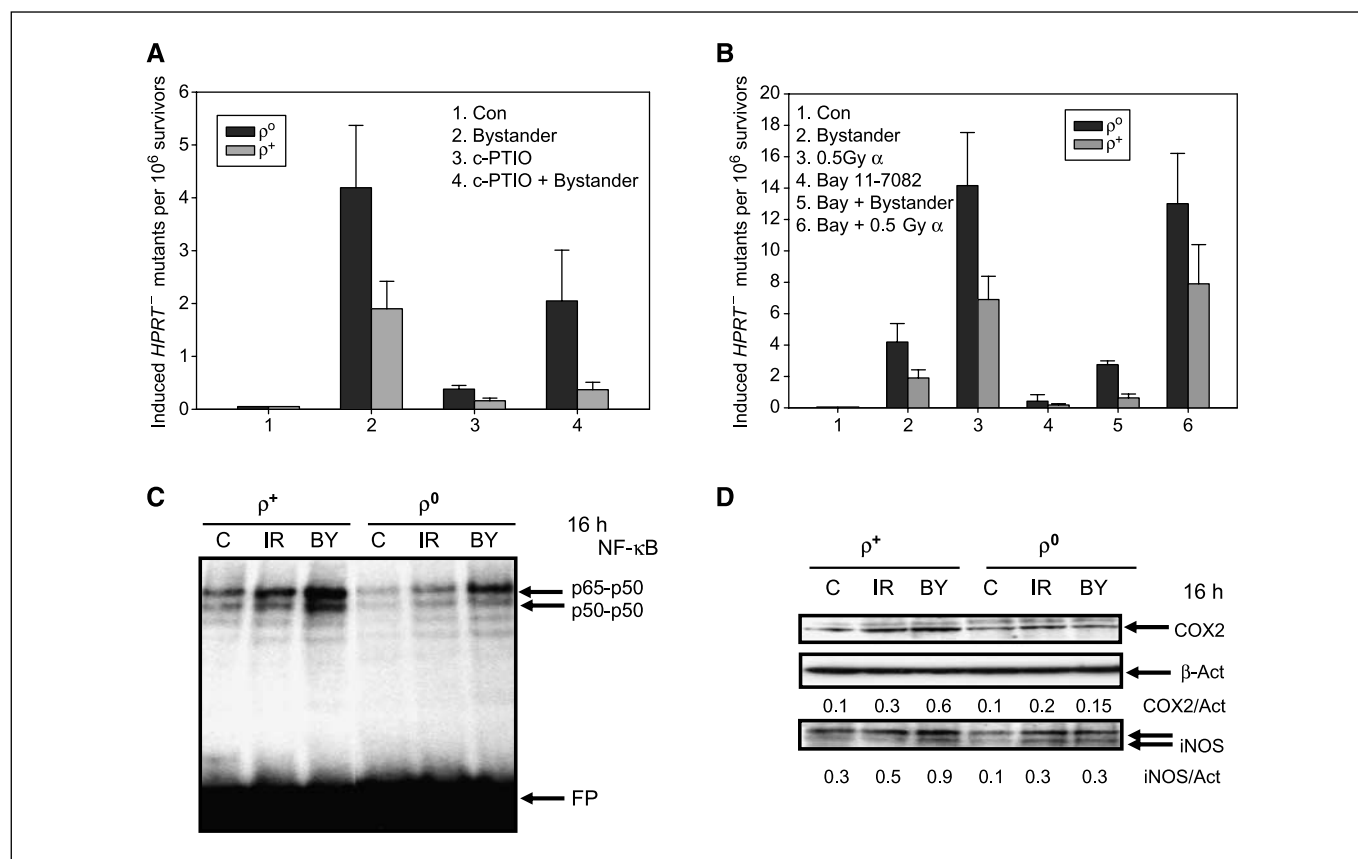 A
Induced HPRT⁻ mutants per 10⁶ survivors
6
5
4
3
2
1
0
ρ⁰
ρ⁺
1. Con
2. Bystander
3. c-PTIO
4. c-PTIO + Bystander
1 2 3 4
B
Induced HPRT⁻ mutants per 10⁶ survivors
20
18
16
14
12
10
8
6
4
2
0
1. Con
2. Bystander
3. 0.5Gy α
4. Bay 11-7082
5. Bay + Bystander
6. Bay + 0.5 Gy α
ρ⁰
ρ⁺
1 2 3 4 5 6
C
ρ⁺ ρ⁰
C IR BY C IR BY
16 h
NF-κB
p65-p50
p50-p50
FP
D
ρ⁺ ρ⁰
C IR BY C IR BY 16 h
COX2
β-Act
0.1 0.3 0.6 0.1 0.2 0.15 COX2/Act
iNOS
0.3 0.5 0.9 0.1 0.3 0.3 iNOS/Act